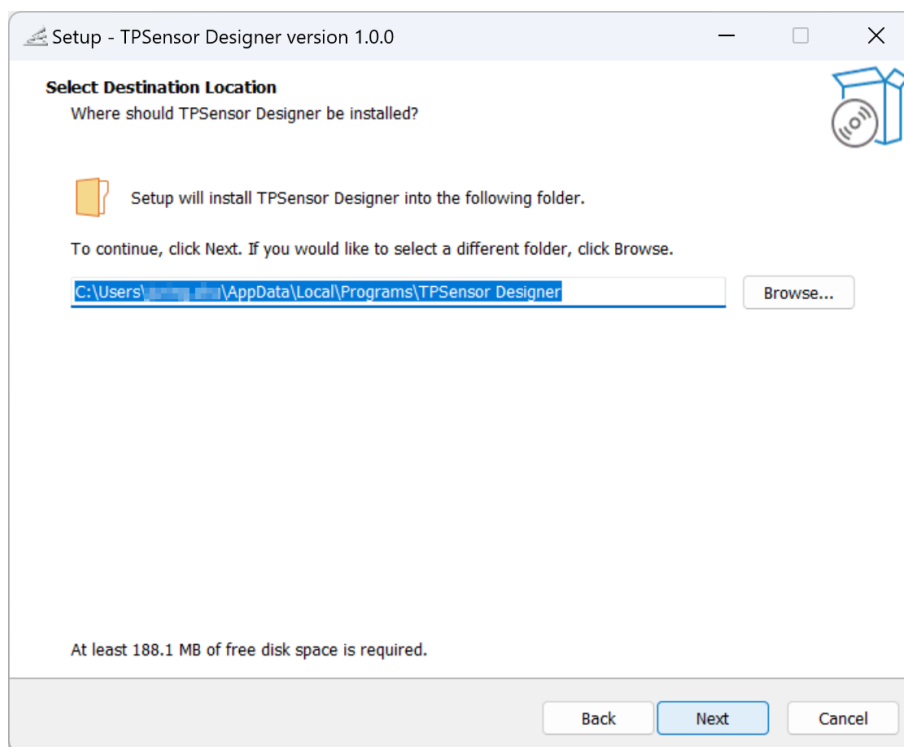 Setup - TPSensor Designer version 1.0.0
Select Destination Location
Where should TPSensor Designer be installed?
Setup will install TPSensor Designer into the following folder.
To continue, click Next. If you would like to select a different folder, click Browse.
C:\Users\ \AppData\Local\Programs\TPSensor Designer
Browse...
At least 188.1 MB of free disk space is required.
Back
Next
Cancel